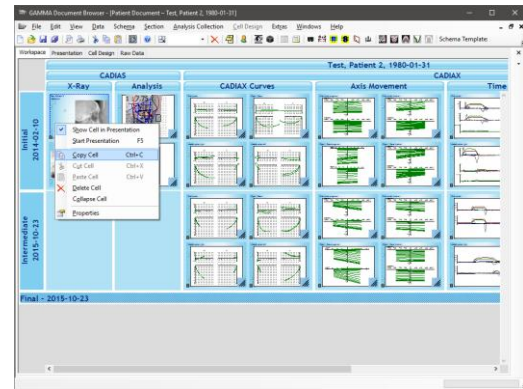 GAMMA Document Browser - [Patient Document - Test, Patient 2, 1980-01-31]
File Edit View Data Schema Section Analysis Collection Cell Design Extras Windows Help
Schema Template:
Workspace Presentation Cell Design Raw Data
Test, Patient 2, 1980-01-31
CADIAS CADIAX
X-Ray Analysis CADIAX Curves Axis Movement Time
Initial
2014-02-10
Show Cell in Presentation
Start Presentation F5
Copy Cell Ctrl+C
Cut Cell Ctrl+X
Paste Cell Ctrl+V
Delete Cell
Collapse Cell
Properties
Intermediate
2015-10-23
Final - 2015-10-23